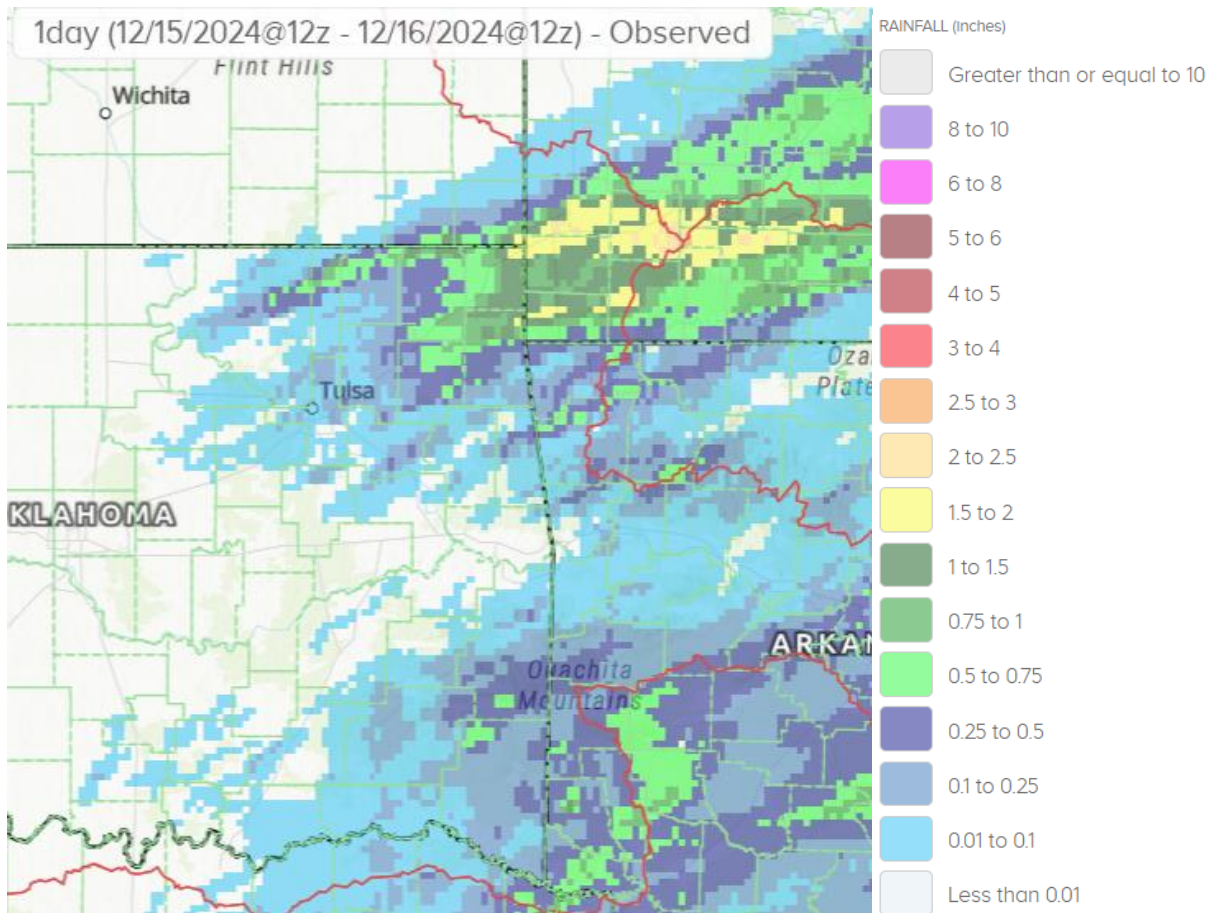 1day (12/15/2024@12z - 12/16/2024@12z) - Observed
Flint Hills
Wichita
Tulsa
Oza
Plate
KLAHOMA
ARKAN
Ouachita
Mountains
RAINFALL (Inches)
Greater than or equal to 10
8 to 10
6 to 8
5 to 6
4 to 5
3 to 4
2.5 to 3
2 to 2.5
1.5 to 2
1 to 1.5
0.75 to 1
0.5 to 0.75
0.25 to 0.5
0.1 to 0.25
0.01 to 0.1
Less than 0.01